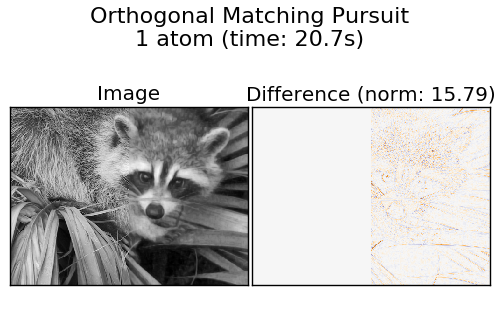 Orthogonal Matching Pursuit
1 atom (time: 20.7s)
Image
Difference (norm: 15.79)